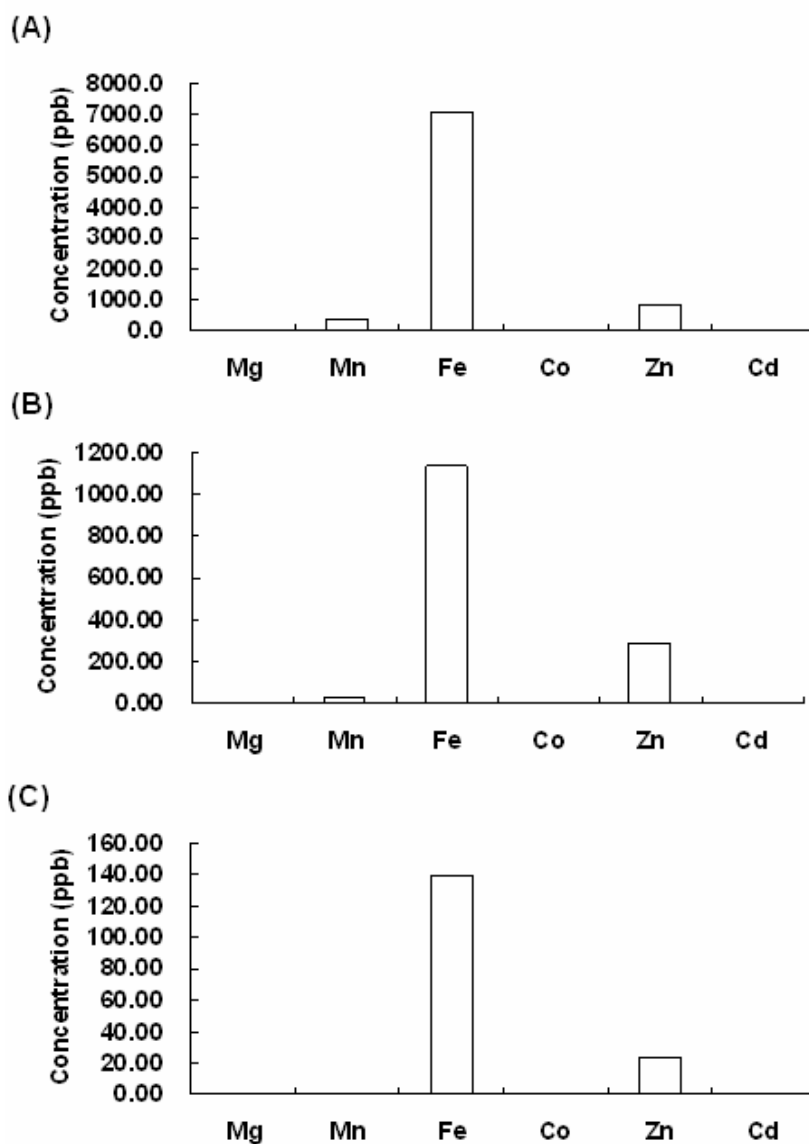 (A)
Concentration (ppb)
8000.0
7000.0
6000.0
5000.0
4000.0
3000.0
2000.0
1000.0
0.0
Mg Mn Fe Co Zn Cd
(B)
Concentration (ppb)
1200.00
1000.00
800.00
600.00
400.00
200.00
0.00
Mg Mn Fe Co Zn Cd
(C)
Concentration (ppb)
160.00
140.00
120.00
100.00
80.00
60.00
40.00
20.00
0.00
Mg Mn Fe Co Zn Cd